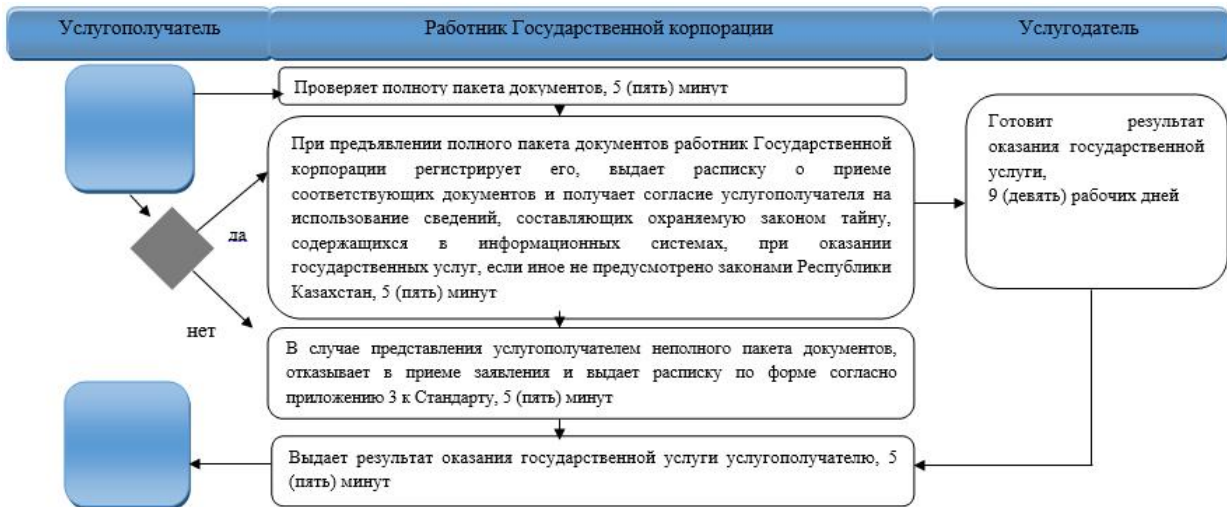 Услугополучатель
Работник Государственной корпорации
Услугодатель
Проверяет полноту пакета документов, 5 (пять) минут
При предъявлении полного пакета документов работник Государственной
корпорации регистрирует его, выдает расписку о приеме
соответствующих документов и получает согласие услугополучателя на
использование сведений, составляющих охраняемую законом тайну,
содержащихся в информационных системах, при оказании
государственных услуг, если иное не предусмотрено законами Республики
Казахстан, 5 (пять) минут
Готовит результат
оказания государственной
услуги,
9 (девять) рабочих дней
да
нет
В случае представления услугополучателем неполного пакета документов,
отказывает в приеме заявления и выдает расписку по форме согласно
приложению 3 к Стандарту, 5 (пять) минут
Выдает результат оказания государственной услуги услугополучателю, 5
(пять) минут